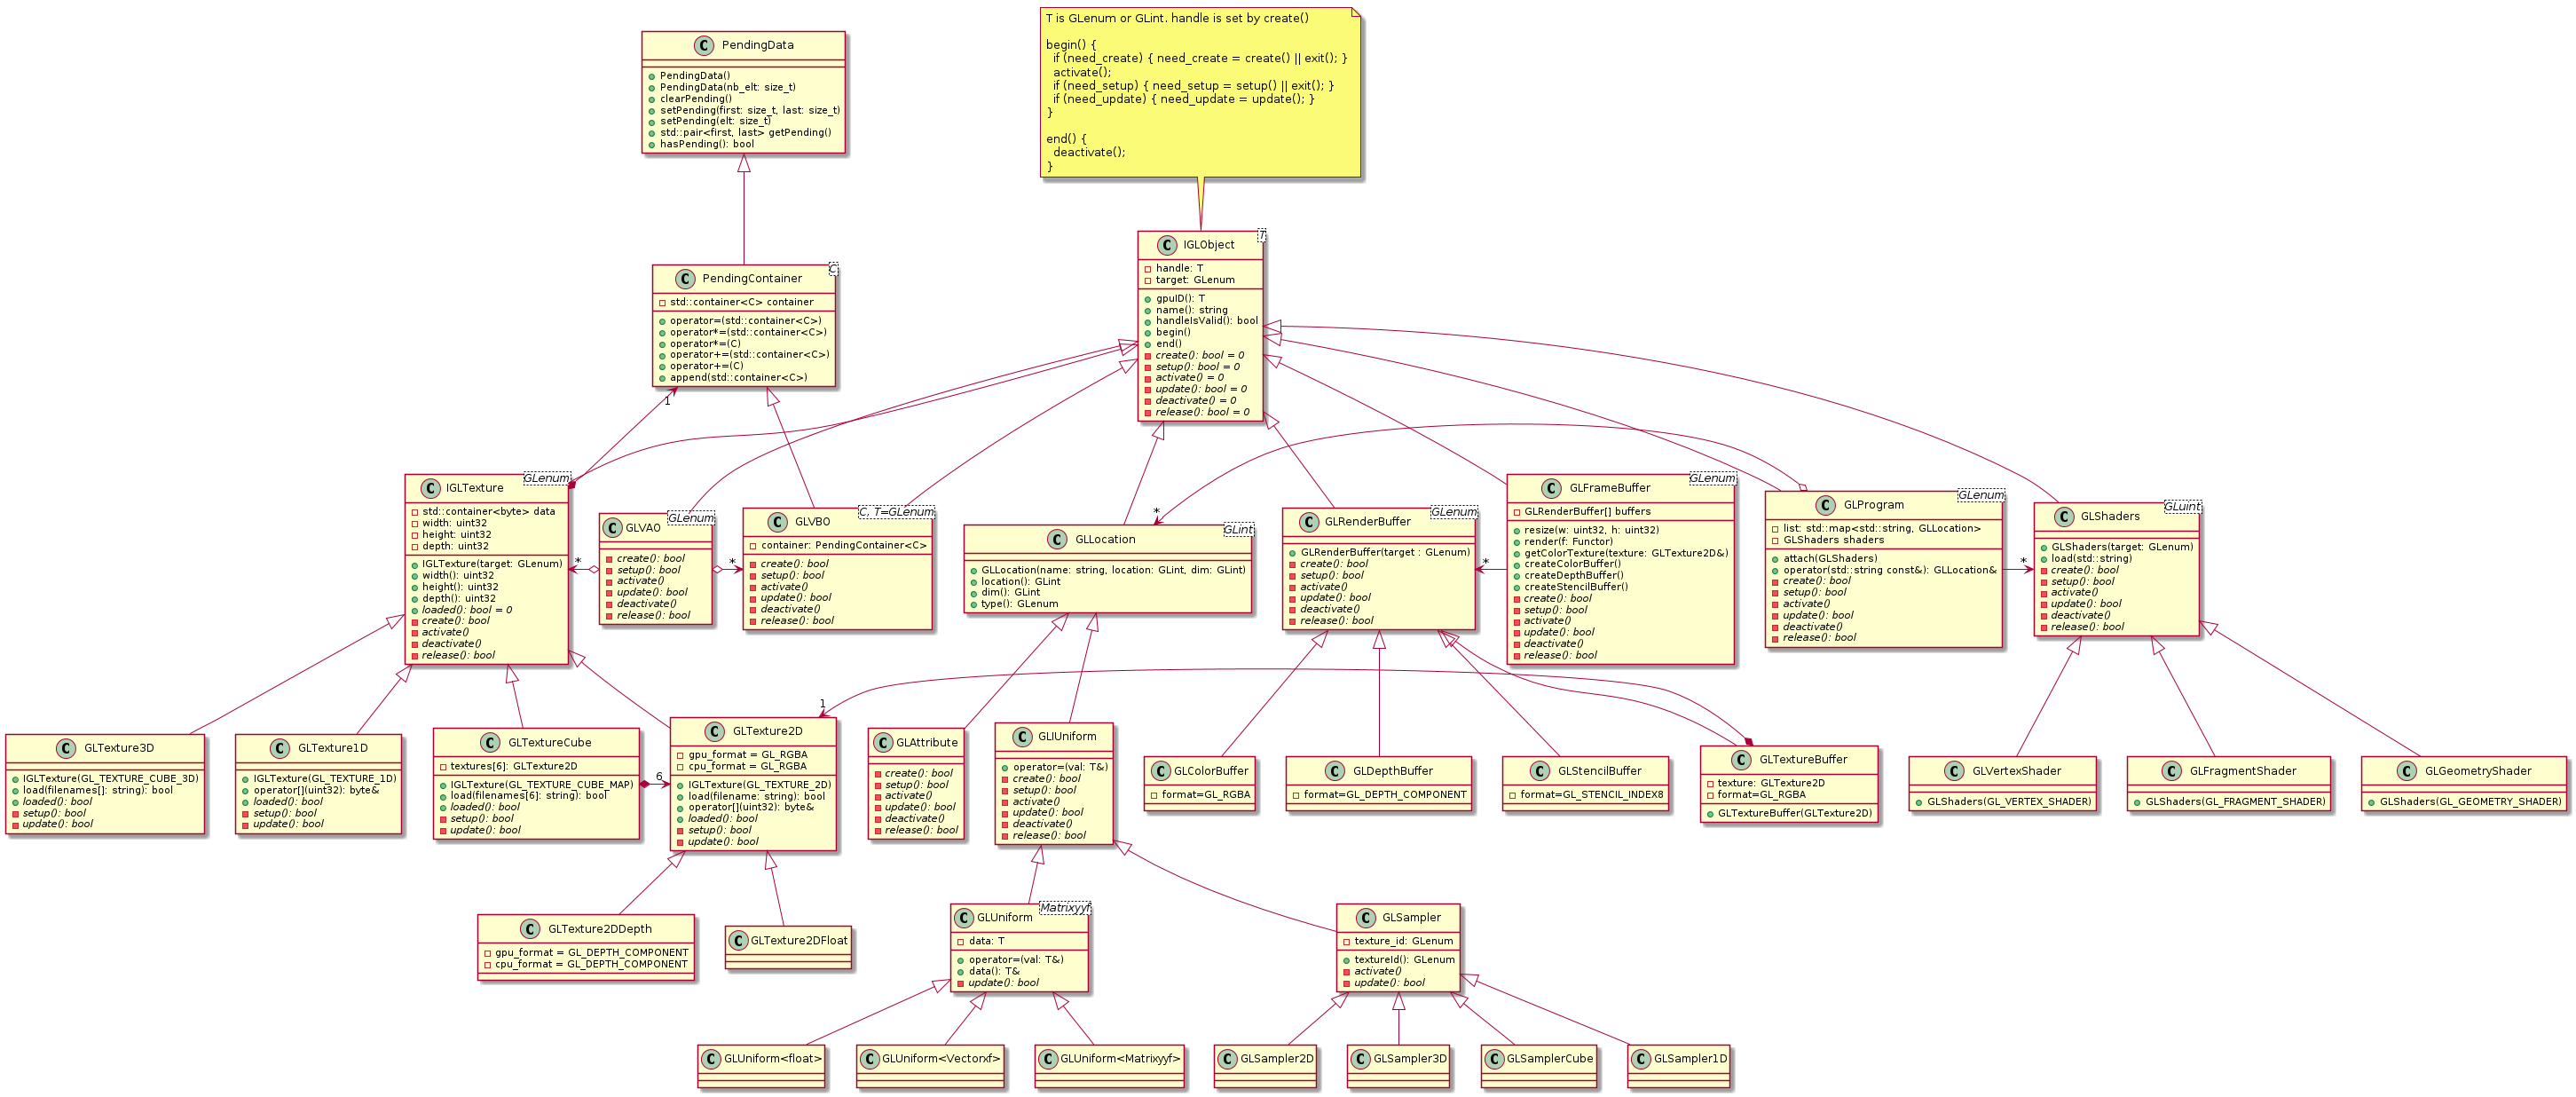 T is GLenum or GLint. handle is set by create()
begin() {
if (need_create) { need_create = create() || exit(); }
activate();
if (need_setup) { need_setup = setup() || exit(); }
if (need_update) { need_update = update(); }
}
end() {
deactivate();
}
PendingData
PendingData()
PendingData(nb_elt: size_t)
clearPending()
setPending(first: size_t, last: size_t)
setPending(elt: size_t)
std::pair<first, last> getPending()
hasPending(): bool
IGLObject
T
handle: T
target: GLenum
gpuID(): T
name(): string
handleIsValid(): bool
begin()
end()
create(): bool = 0
setup(): bool = 0
activate() = 0
update(): bool = 0
deactivate() = 0
release(): bool = 0
PendingContainer
C
std::container<C> container
operator=(std::container<C>)
operator*=(std::container<C>)
operator*=(C)
operator+=(std::container<C>)
operator+=(C)
append(std::container<C>)
1
IGLTexture
GLenum
std::container<byte> data
width: uint32
height: uint32
depth: uint32
IGLTexture(target: GLenum)
width(): uint32
height(): uint32
depth(): uint32
loaded(): bool = 0
create(): bool
activate()
deactivate()
release(): bool
*
GLVAO
GLenum
create(): bool
setup(): bool
activate()
update(): bool
deactivate()
release(): bool
*
GLVBO
C, T=GLenum
container: PendingContainer<C>
create(): bool
setup(): bool
activate()
update(): bool
deactivate()
release(): bool
*
GLLocation
GLint
GLLocation(name: string, location: GLint, dim: GLint)
location(): GLint
dim(): GLint
type(): GLenum
GLRenderBuffer
GLenum
GLRenderBuffer(target : GLenum)
create(): bool
setup(): bool
activate()
update(): bool
deactivate()
release(): bool
*
GLFrameBuffer
GLenum
GLRenderBuffer[] buffers
resize(w: uint32, h: uint32)
render(f: Functor)
getColorTexture(texture: GLTexture2D&)
createColorBuffer()
createDepthBuffer()
createStencilBuffer()
create(): bool
setup(): bool
activate()
update(): bool
deactivate()
release(): bool
GLProgram
GLenum
list: std::map<std::string, GLLocation>
GLShaders shaders
attach(GLShaders)
operator(std::string const&): GLLocation&
create(): bool
setup(): bool
activate()
update(): bool
deactivate()
release(): bool
*
GLShaders
GLuint
GLShaders(target: GLenum)
load(std::string)
create(): bool
setup(): bool
activate()
update(): bool
deactivate()
release(): bool
GLTexture3D
IGLTexture(GL_TEXTURE_CUBE_3D)
load(filenames[]: string): bool
loaded(): bool
setup(): bool
update(): bool
GLTexture1D
IGLTexture(GL_TEXTURE_1D)
operator[](uint32): byte&
loaded(): bool
setup(): bool
update(): bool
GLTextureCube
textures[6]: GLTexture2D
IGLTexture(GL_TEXTURE_CUBE_MAP)
load(filenames[6]: string): bool
loaded(): bool
setup(): bool
update(): bool
6
1
GLTexture2D
gpu_format = GL_RGBA
cpu_format = GL_RGBA
IGLTexture(GL_TEXTURE_2D)
load(filename: string): bool
operator[](uint32): byte&
loaded(): bool
setup(): bool
update(): bool
GLAttribute
create(): bool
setup(): bool
activate()
update(): bool
deactivate()
release(): bool
GLIUniform
operator=(val: T&)
create(): bool
setup(): bool
activate()
update(): bool
deactivate()
release(): bool
GLColorBuffer
format=GL_RGBA
GLDepthBuffer
format=GL_DEPTH_COMPONENT
GLStencilBuffer
format=GL_STENCIL_INDEX8
GLTextureBuffer
texture: GLTexture2D
format=GL_RGBA
GLTextureBuffer(GLTexture2D)
GLVertexShader
GLShaders(GL_VERTEX_SHADER)
GLFragmentShader
GLShaders(GL_FRAGMENT_SHADER)
GLGeometryShader
GLShaders(GL_GEOMETRY_SHADER)
GLTexture2DDepth
gpu_format = GL_DEPTH_COMPONENT
cpu_format = GL_DEPTH_COMPONENT
GLTexture2DFloat
GLUniform
Matrixyyf
data: T
operator=(val: T&)
data(): T&
update(): bool
GLSampler
texture_id: GLenum
textureId(): GLenum
activate()
update(): bool
GLUniform<float>
GLUniform<Vectorxf>
GLUniform<Matrixyyf>
GLSampler2D
GLSampler3D
GLSamplerCube
GLSampler1D